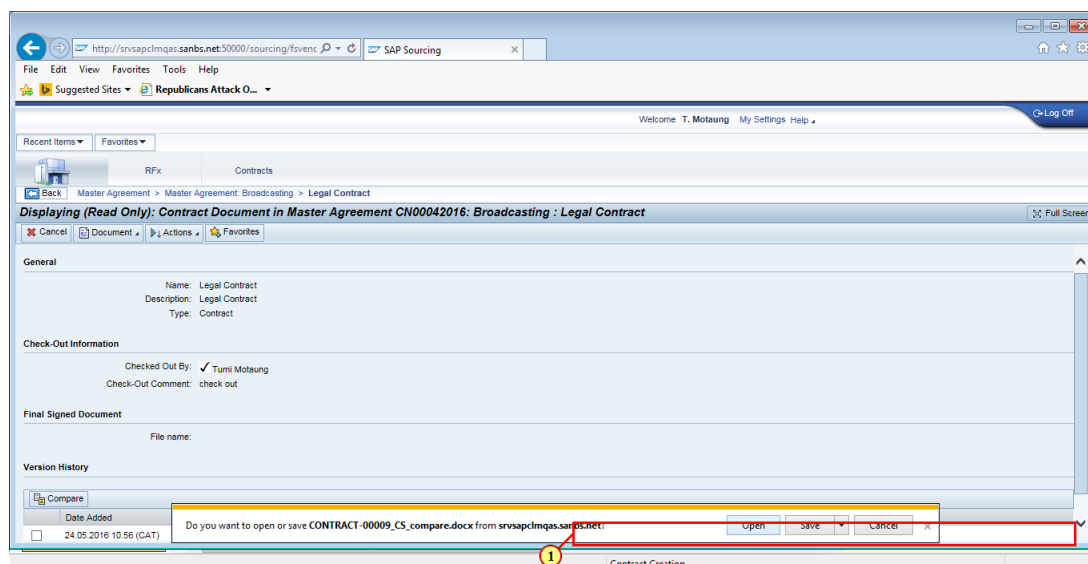 http://srvsapclmqas.sanbs.net:50000/sourcing/fsvenc
SAP Sourcing
File Edit View Favorites Tools Help
Suggested Sites Republicans Attack O...
Welcome T. Motaung My Settings Help
Log Off
Recent Items Favorites
RFx Contracts
Back Master Agreement > Master Agreement: Broadcasting > Legal Contract
Displaying (Read Only): Contract Document in Master Agreement CN00042016: Broadcasting : Legal Contract
Full Screen
Cancel Document Actions Favorites
General
Name: Legal Contract
Description: Legal Contract
Type: Contract
Check-Out Information
Checked Out By: ✓ Tumi Motaung
Check-Out Comment: check out
Final Signed Document
File name:
Version History
Compare
Date Added
Do you want to open or save CONTRACT-00009_CS_compare.docx from srvsapclmqas.sanbs.net?
Open Save Cancel
24.05.2016 10:56 (CAT)
1
Contract Creation